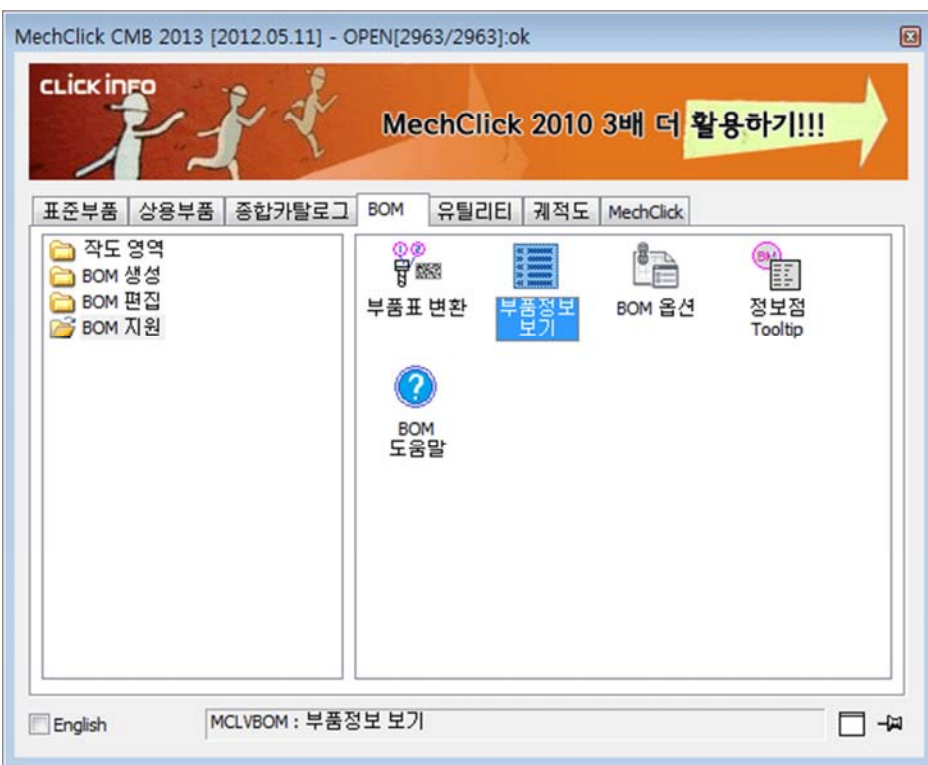 MechClick CMB 2013 [2012.05.11] - OPEN[2963/2963]:ok
CLICK INFO
MechClick 2010 3배 더 활용하기!!!
표준부품 상용부품 종합카탈로그 BOM 유틸리티 궤적도 MechClick
작도 영역
BOM 생성
BOM 편집
BOM 지원
부품표 변환
부품정보
보기
BOM 옵션
BM
정보점
Tooltip
BOM
도움말
English
MCLVBOM : 부품정보 보기